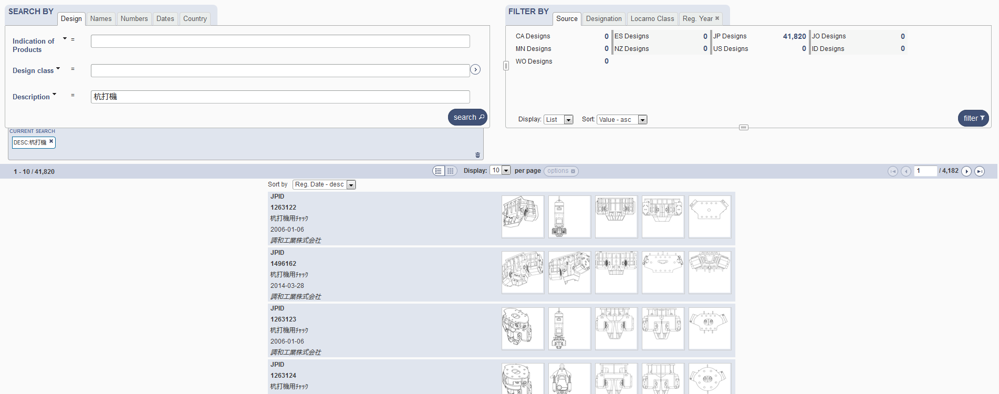 SEARCH BY
Design Names Numbers Dates Country
Indication of Products =
Design class =
Description = 杭打機
search
CURRENT SEARCH
DESC:杭打機
FILTER BY
Source Designation Locarno Class Reg. Year
CA Designs 0 ES Designs 0 JP Designs 41,820 JO Designs 0
MN Designs 0 NZ Designs 0 US Designs 0 ID Designs 0
WO Designs 0
Display: List Sort: Value - asc
filter
1 - 10 / 41,820 Display: 10 per page options 1 / 4,182
Sort by Reg. Date - desc
JPID
1263122
杭打機用ﾁｬｯｸ
2006-01-06
調和工業株式会社
JPID
1496162
杭打機用ﾁｬｯｸ
2014-03-28
調和工業株式会社
JPID
1263123
杭打機用ﾁｬｯｸ
2006-01-06
調和工業株式会社
JPID
1263124
杭打機用ﾁｬｯｸ